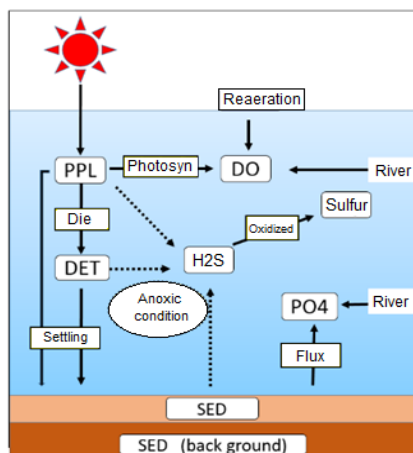 Reaeration
PPL
Photosyn
DO
River
Sulfur
Die
Oxidized
H2S
DET
Anoxic
condition
PO4
River
Settling
Flux
SED
SED (back ground)